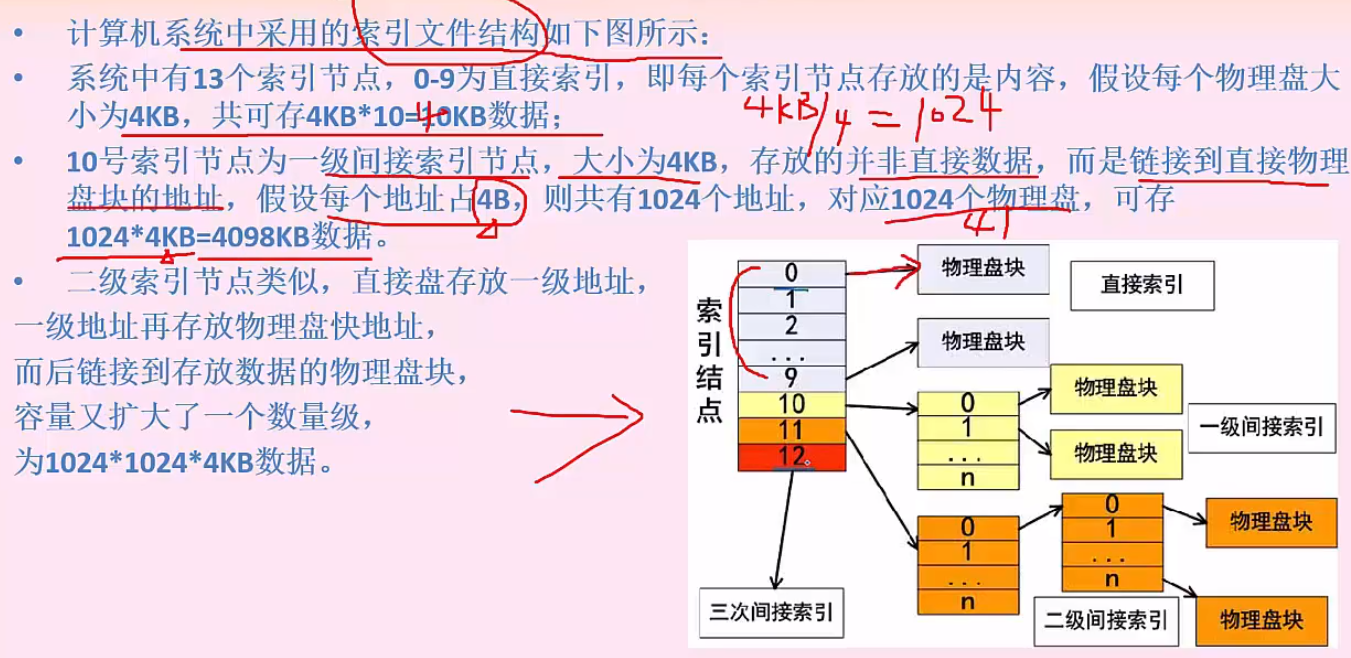 • 计算机系统中采用的索引文件结构如下图所示：
• 系统中有13个索引节点，0-9为直接索引，即每个索引节点存放的是内容，假设每个物理盘大
小为4KB，共可存4KB*10=10KB数据；
4
4KB/4=1024
• 10号索引节点为一级间接索引节点，大小为4KB，存放的并非直接数据，而是链接到直接物理
盘块的地址，假设每个地址占4B，则共有1024个地址，对应1024个物理盘，可存
1024*4KB=4098KB数据。
• 二级索引节点类似，直接盘存放一级地址，
一级地址再存放物理盘快地址，
而后链接到存放数据的物理盘块，
容量又扩大了一个数量级，
为1024*1024*4KB数据。
索引结点
0
1
2
...
9
10
11
12
物理盘块
直接索引
物理盘块
0
1
...
n
物理盘块
物理盘块
一级间接索引
0
1
...
n
0
1
...
n
物理盘块
物理盘块
二级间接索引
三次间接索引